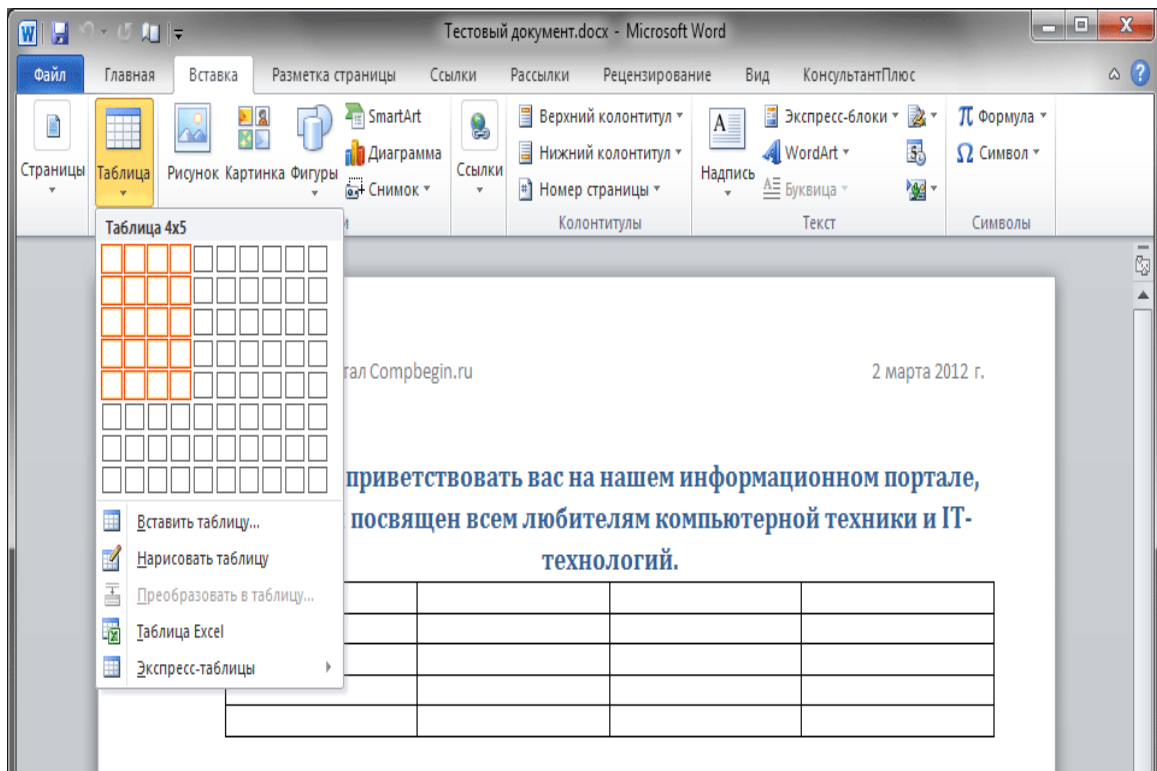 Тестовый документ.docx - Microsoft Word
Файл Главная Вставка Разметка страницы Ссылки Рассылки Рецензирование Вид КонсультантПлюс
Страницы
Таблица
Рисунок
Картинка
Фигуры
SmartArt
Диаграмма
Снимок
Ссылки
Верхний колонтитул
Нижний колонтитул
Номер страницы
Колонтитулы
Надпись
Экспресс-блоки
WordArt
Буквица
Текст
π Формула
Ω Символ
Символы
Таблица 4x5
Вставить таблицу...
Нарисовать таблицу
Преобразовать в таблицу...
Таблица Excel
Экспресс-таблицы
Compbegin.ru 2 марта 2012 г.
приветствовать вас на нашем информационном портале,
посвящен всем любителям компьютерной техники и IT-
технологий.